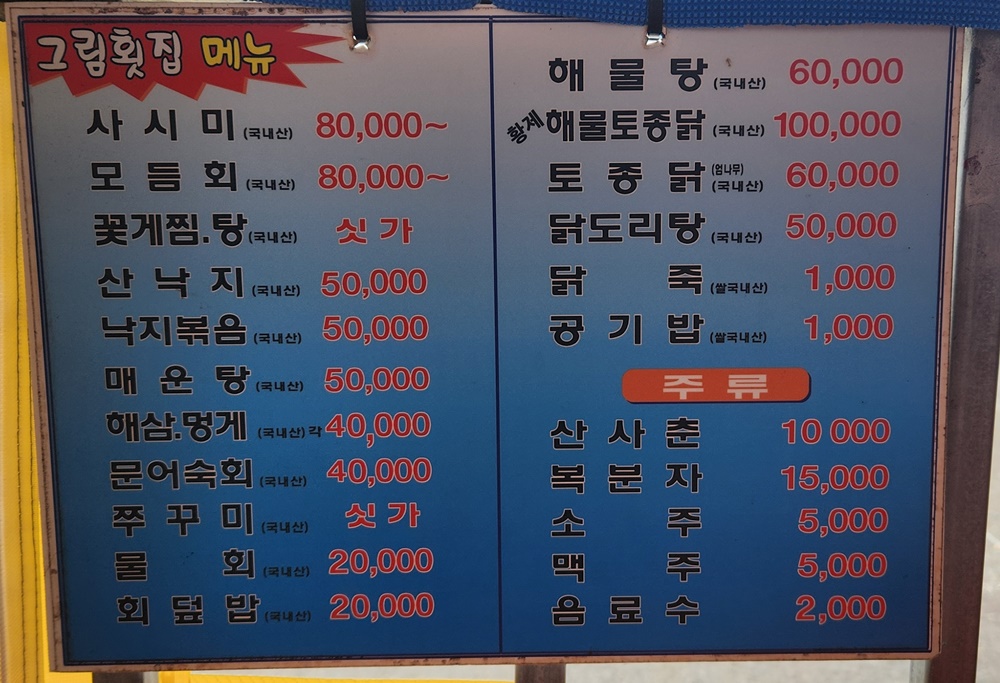 그림횟집 메뉴
사시미 (국내산) 80,000~
모듬회 (국내산) 80,000~
꽃게찜.탕 (국내산) 싯가
산낙지 (국내산) 50,000
낙지볶음 (국내산) 50,000
매운탕 (국내산) 50,000
해삼.멍게 (국내산) 각 40,000
문어숙회 (국내산) 40,000
쭈꾸미 (국내산) 싯가
물회 (국내산) 20,000
회덮밥 (국내산) 20,000
해물탕 (국내산) 60,000
황제 해물토종닭 (국내산) 100,000
토종닭 (엄나무) (국내산) 60,000
닭도리탕 (국내산) 50,000
닭죽 (쌀국내산) 1,000
공기밥 (쌀국내산) 1,000
주류
산사춘 10 000
복분자 15,000
소주 5,000
맥주 5,000
음료수 2,000